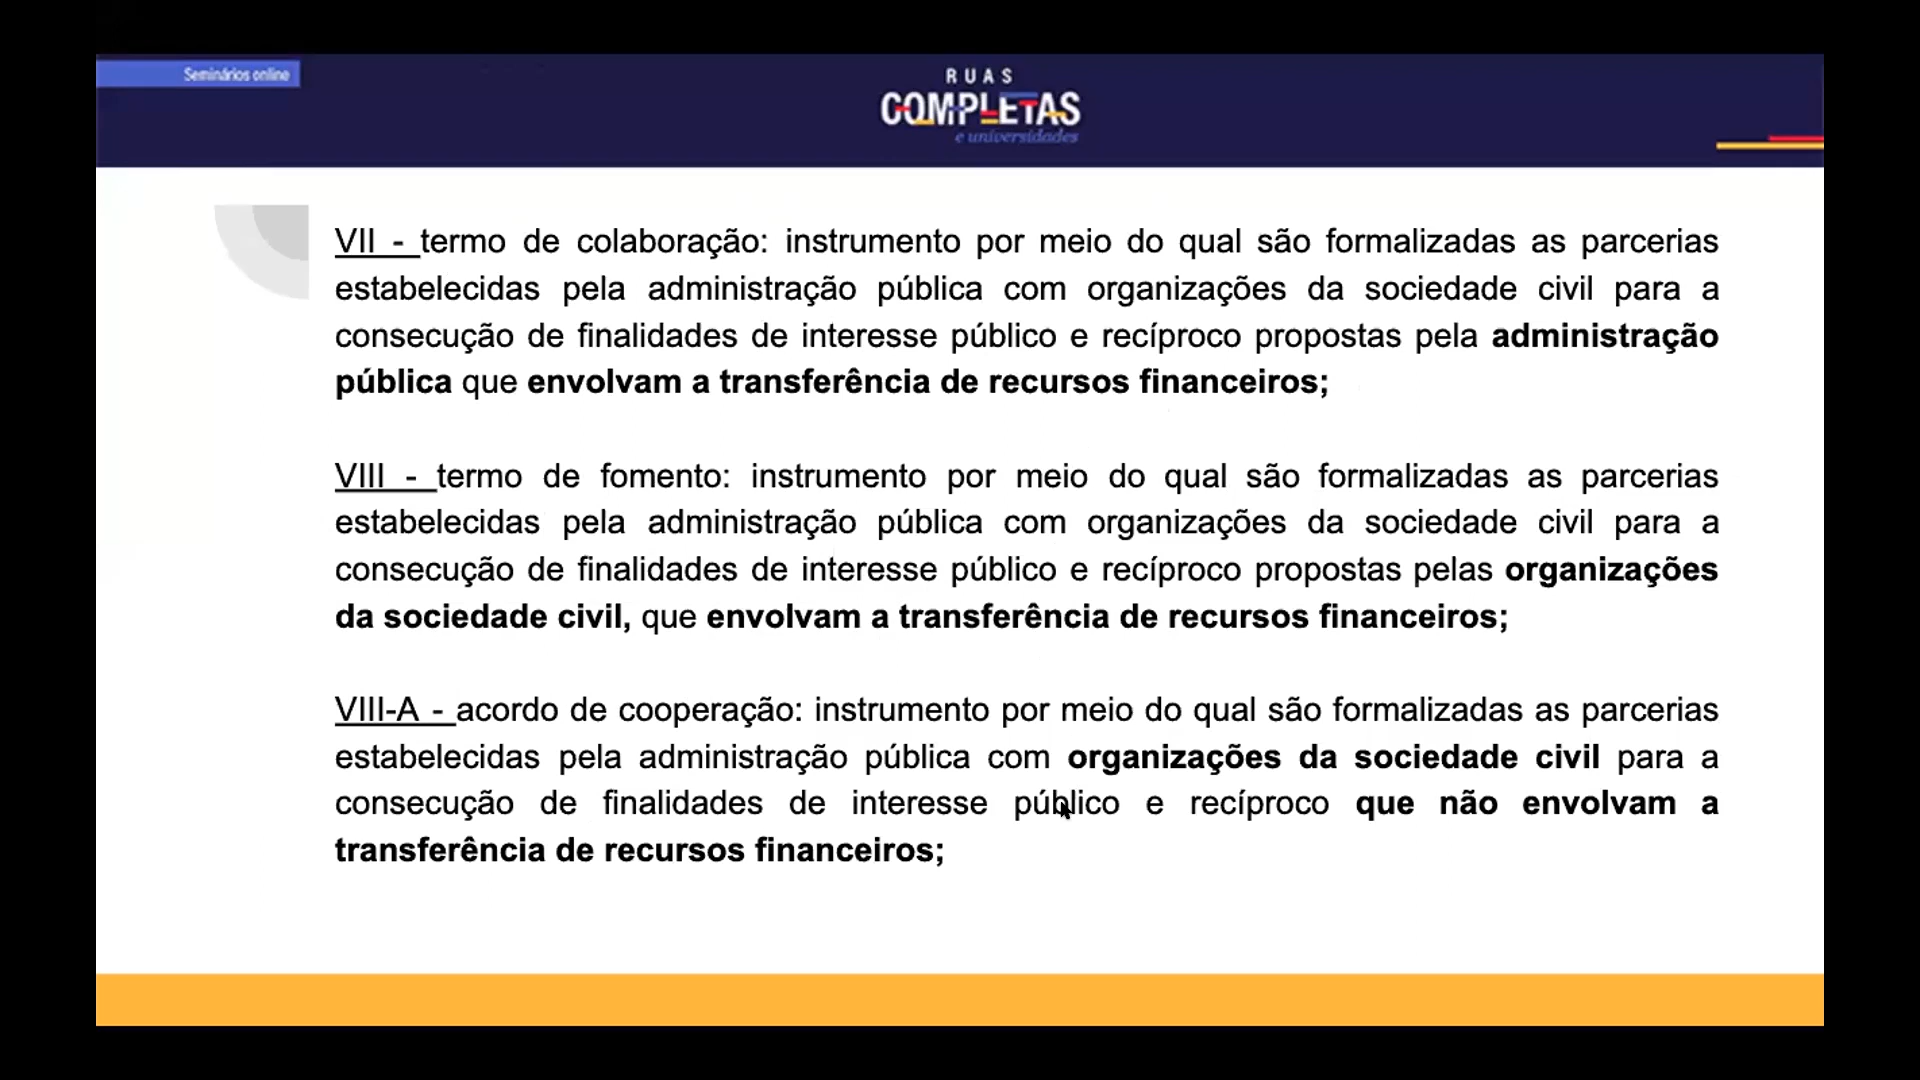 Seminários online
RUAS
COMPLETAS
e universidades
VII - termo de colaboração: instrumento por meio do qual são formalizadas as parcerias
estabelecidas pela administração pública com organizações da sociedade civil para a
consecução de finalidades de interesse público e recíproco propostas pela administração
pública que envolvam a transferência de recursos financeiros;
VIII - termo de fomento: instrumento por meio do qual são formalizadas as parcerias
estabelecidas pela administração pública com organizações da sociedade civil para a
consecução de finalidades de interesse público e recíproco propostas pelas organizações
da sociedade civil, que envolvam a transferência de recursos financeiros;
VIII-A - acordo de cooperação: instrumento por meio do qual são formalizadas as parcerias
estabelecidas pela administração pública com organizações da sociedade civil para a
consecução de finalidades de interesse público e recíproco que não envolvam a
transferência de recursos financeiros;